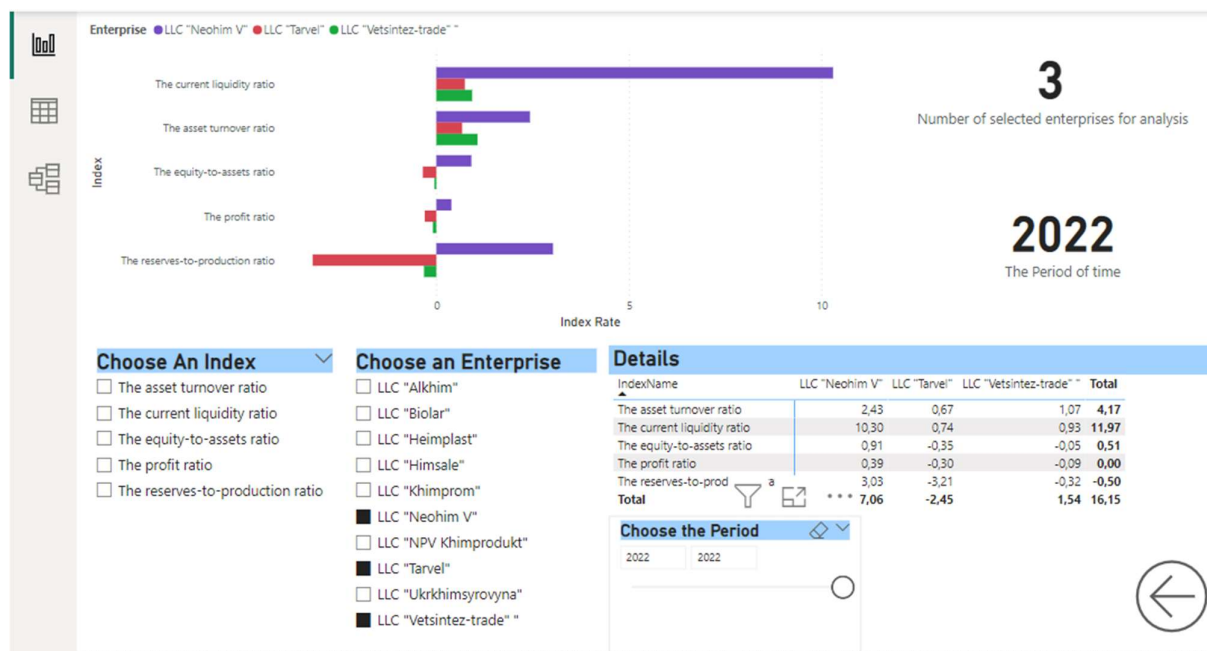 Enterprise LLC "Neohim V" LLC "Tarvel" LLC "Vetsintez-trade" "
The current liquidity ratio
The asset turnover ratio
The equity-to-assets ratio
The profit ratio
The reserves-to-production ratio
Index
0 5 10
Index Rate
3
Number of selected enterprises for analysis
2022
The Period of time
Choose An Index
The asset turnover ratio
The current liquidity ratio
The equity-to-assets ratio
The profit ratio
The reserves-to-production ratio
Choose an Enterprise
LLC "Alkhim"
LLC "Biolar"
LLC "Heimplast"
LLC "Himsale"
LLC "Khimprom"
LLC "Neohim V"
LLC "NPV Khimprodukt"
LLC "Tarvel"
LLC "Ukrkhimsyrovyna"
LLC "Vetsintez-trade" "
Details
IndexName LLC "Neohim V" LLC "Tarvel" LLC "Vetsintez-trade" " Total
The asset turnover ratio 2,43 0,67 1,07 4,17
The current liquidity ratio 10,30 0,74 0,93 11,97
The equity-to-assets ratio 0,91 -0,35 -0,05 0,51
The profit ratio 0,39 -0,30 -0,09 0,00
The reserves-to-prod 3,03 -3,21 -0,32 -0,50
Total 7,06 -2,45 1,54 16,15
Choose the Period
2022 2022